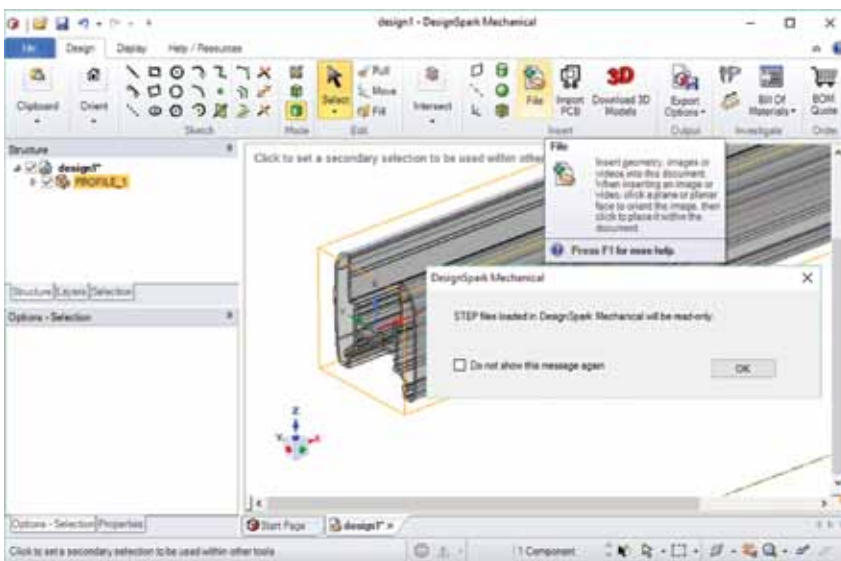 design1 - DesignSpark Mechanical
File Design Display Help / Resources
Clipboard
Orient
Sketch
Mode
Select
Pull
Move
Fill
Edit
Intersect
File
Import PCB
Download 3D Models
Insert
Export Options
Output
Bill Of Materials
Investigate
BOM Quote
Order
Structure
design1*
PROFILE_1
Structure Layers Selection
Options - Selection
Click to set a secondary selection to be used within other
File
Insert geometry, images or
videos into this document.
When inserting an image or
video, click a plane or planar
face to orient the image, then
click to place it within the
document.
Press F1 for more help.
DesignSpark Mechanical
STEP files loaded in DesignSpark Mechanical will be read-only.
Do not show this message again
OK
Z
Y
X
Options - Selection Properties
Start Page design1*
Click to set a secondary selection to be used within other tools
1 Component